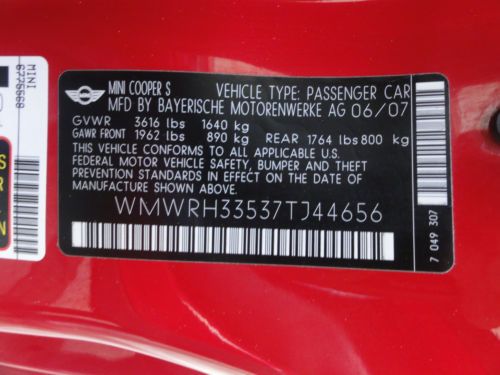 MINI COOPER S VEHICLE TYPE: PASSENGER CAR
MFD BY BAYERISCHE MOTORENWERKE AG 06/07
GVWR 3616 lbs 1640 kg
GAWR FRONT 1962 lbs 890 kg REAR 1764 lbs 800 kg
THIS VEHICLE CONFORMS TO ALL APPLICABLE U.S.
FEDERAL MOTOR VEHICLE SAFETY, BUMPER AND THEFT
PREVENTION STANDARDS IN EFFECT ON THE DATE OF
MANUFACTURE SHOWN ABOVE.
WMWRH33537TJ44656
7 049 307
MINI